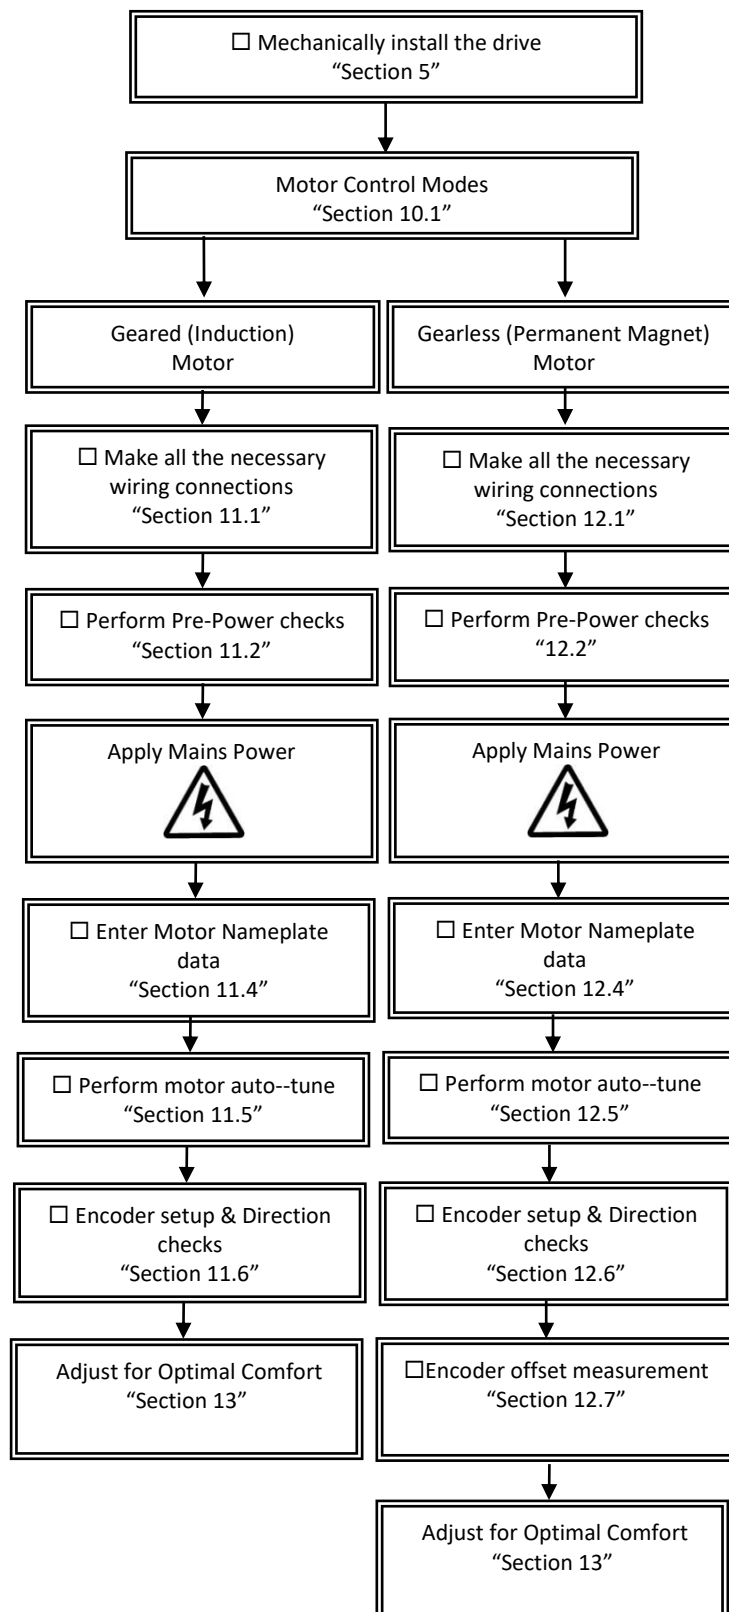 ☐ Mechanically install the drive
“Section 5”
Motor Control Modes
“Section 10.1”
Geared (Induction)
Motor
☐ Make all the necessary
wiring connections
“Section 11.1”
☐ Perform Pre-Power checks
“Section 11.2”
Apply Mains Power
☐ Enter Motor Nameplate
data
“Section 11.4”
☐ Perform motor auto--tune
“Section 11.5”
☐ Encoder setup & Direction
checks
“Section 11.6”
Adjust for Optimal Comfort
“Section 13”
Gearless (Permanent Magnet)
Motor
☐ Make all the necessary
wiring connections
“Section 12.1”
☐ Perform Pre-Power checks
“12.2”
Apply Mains Power
☐ Enter Motor Nameplate
data
“Section 12.4”
☐ Perform motor auto--tune
“Section 12.5”
☐ Encoder setup & Direction
checks
“Section 12.6”
☐Encoder offset measurement
“Section 12.7”
Adjust for Optimal Comfort
“Section 13”